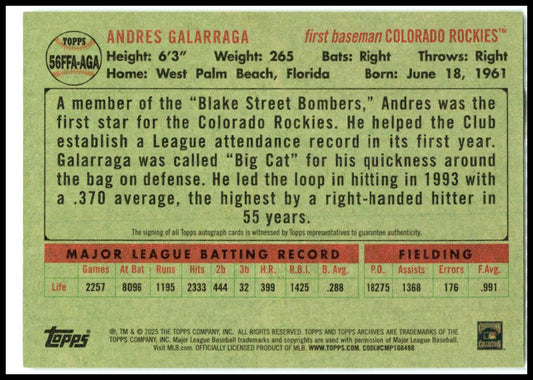 TOPPS
56FFA-AGA
ANDRES GALARRAGA first baseman COLORADO ROCKIES™
Height: 6'3" Weight: 265 Bats: Right Throws: Right
Home: West Palm Beach, Florida Born: June 18, 1961
A member of the "Blake Street Bombers," Andres was the
first star for the Colorado Rockies. He helped the Club
establish a League attendance record in its first year.
Galarraga was called "Big Cat" for his quickness around
the bag on defense. He led the loop in hitting in 1993 with
a .370 average, the highest by a right-handed hitter in
55 years.
The signing of all Topps autograph cards is witnessed by Topps representatives to guarantee authenticity.
MAJOR LEAGUE BATTING RECORD FIELDING
Games At Bat Runs Hits 2b 3b H.R. R.B.I. B. Avg. P.O. Assists Errors F.Avg.
Life 2257 8096 1195 2333 444 32 399 1425 .288 18275 1368 176 .991
Topps
®, TM & © 2025 THE TOPPS COMPANY, INC. ALL RIGHTS RESERVED. TOPPS AND TOPPS ARCHIVES ARE TRADEMARKS OF THE TOPPS
COMPANY, INC. Major League Baseball trademarks and copyrights are used with permission of Major League Baseball.
Visit MLB.com. OFFICIALLY LICENSED PRODUCT OF MLB. WWW.TOPPS.COM. CODE#CMP108468